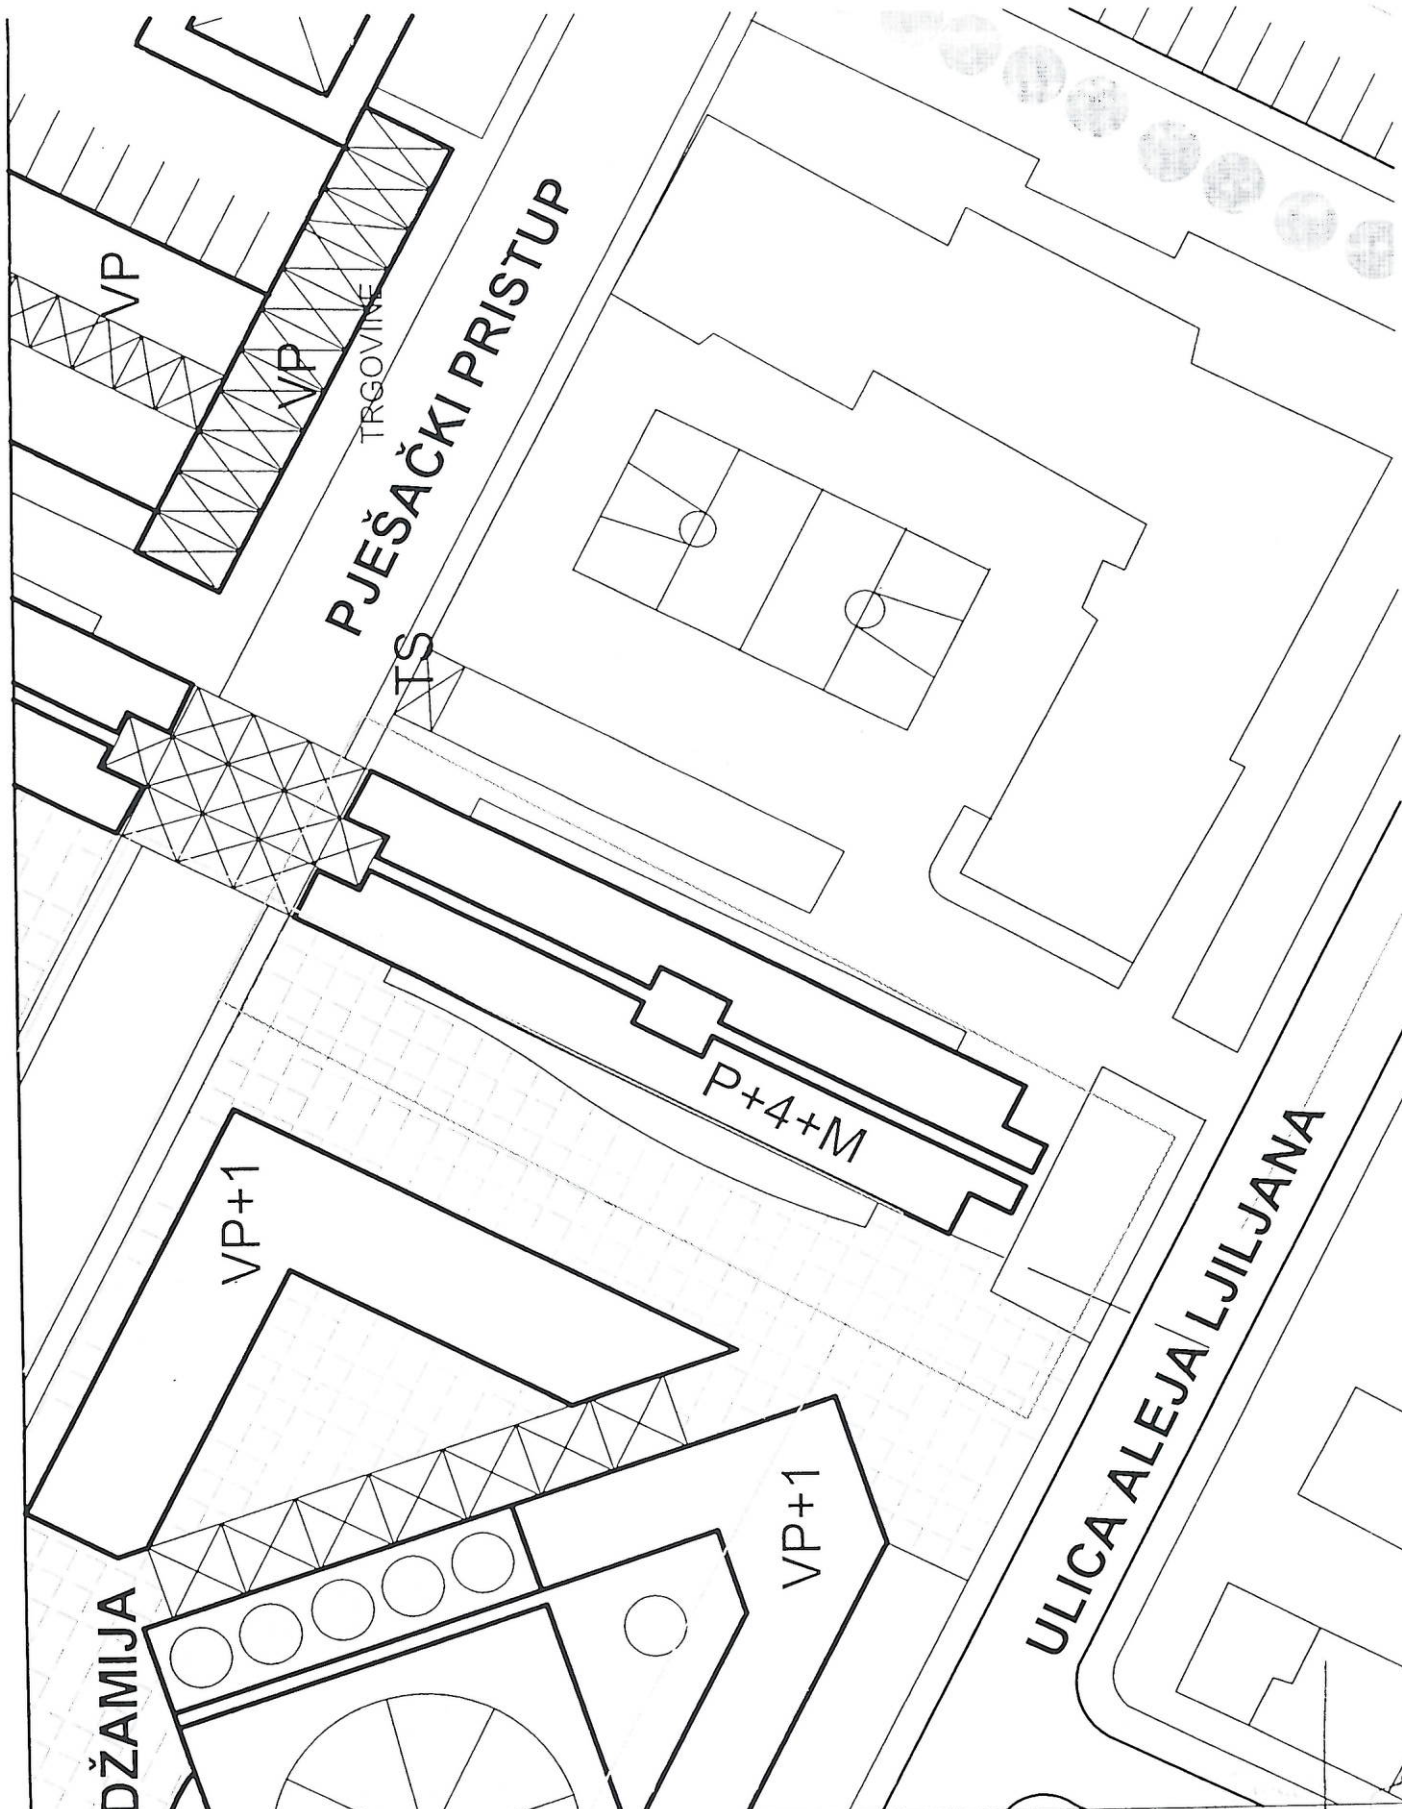 VP
VP
TRGOVINE
PJEŠAČKI PRISTUP
TS
P+4+M
VP+1
VP+1
ULICA ALEJA LJILJANA
DŽAMIJA